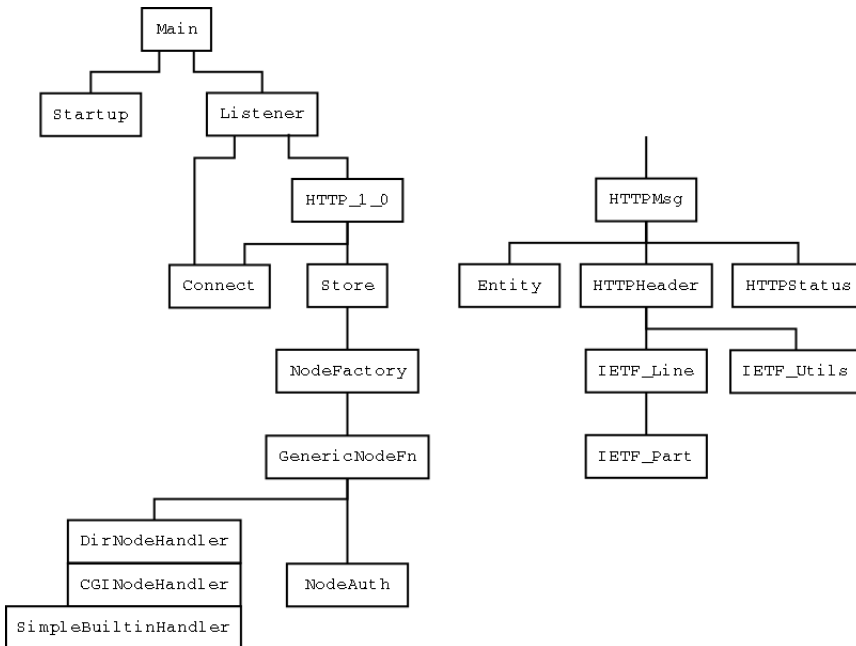 Main
Startup
Listener
HTTP_1_0
HTTPMsg
Connect
Store
Entity
HTTPHeader
HTTPStatus
NodeFactory
IETF_Line
IETF_Utils
GenericNodeFn
IETF_Part
DirNodeHandler
CGINodeHandler
NodeAuth
SimpleBuiltinHandler